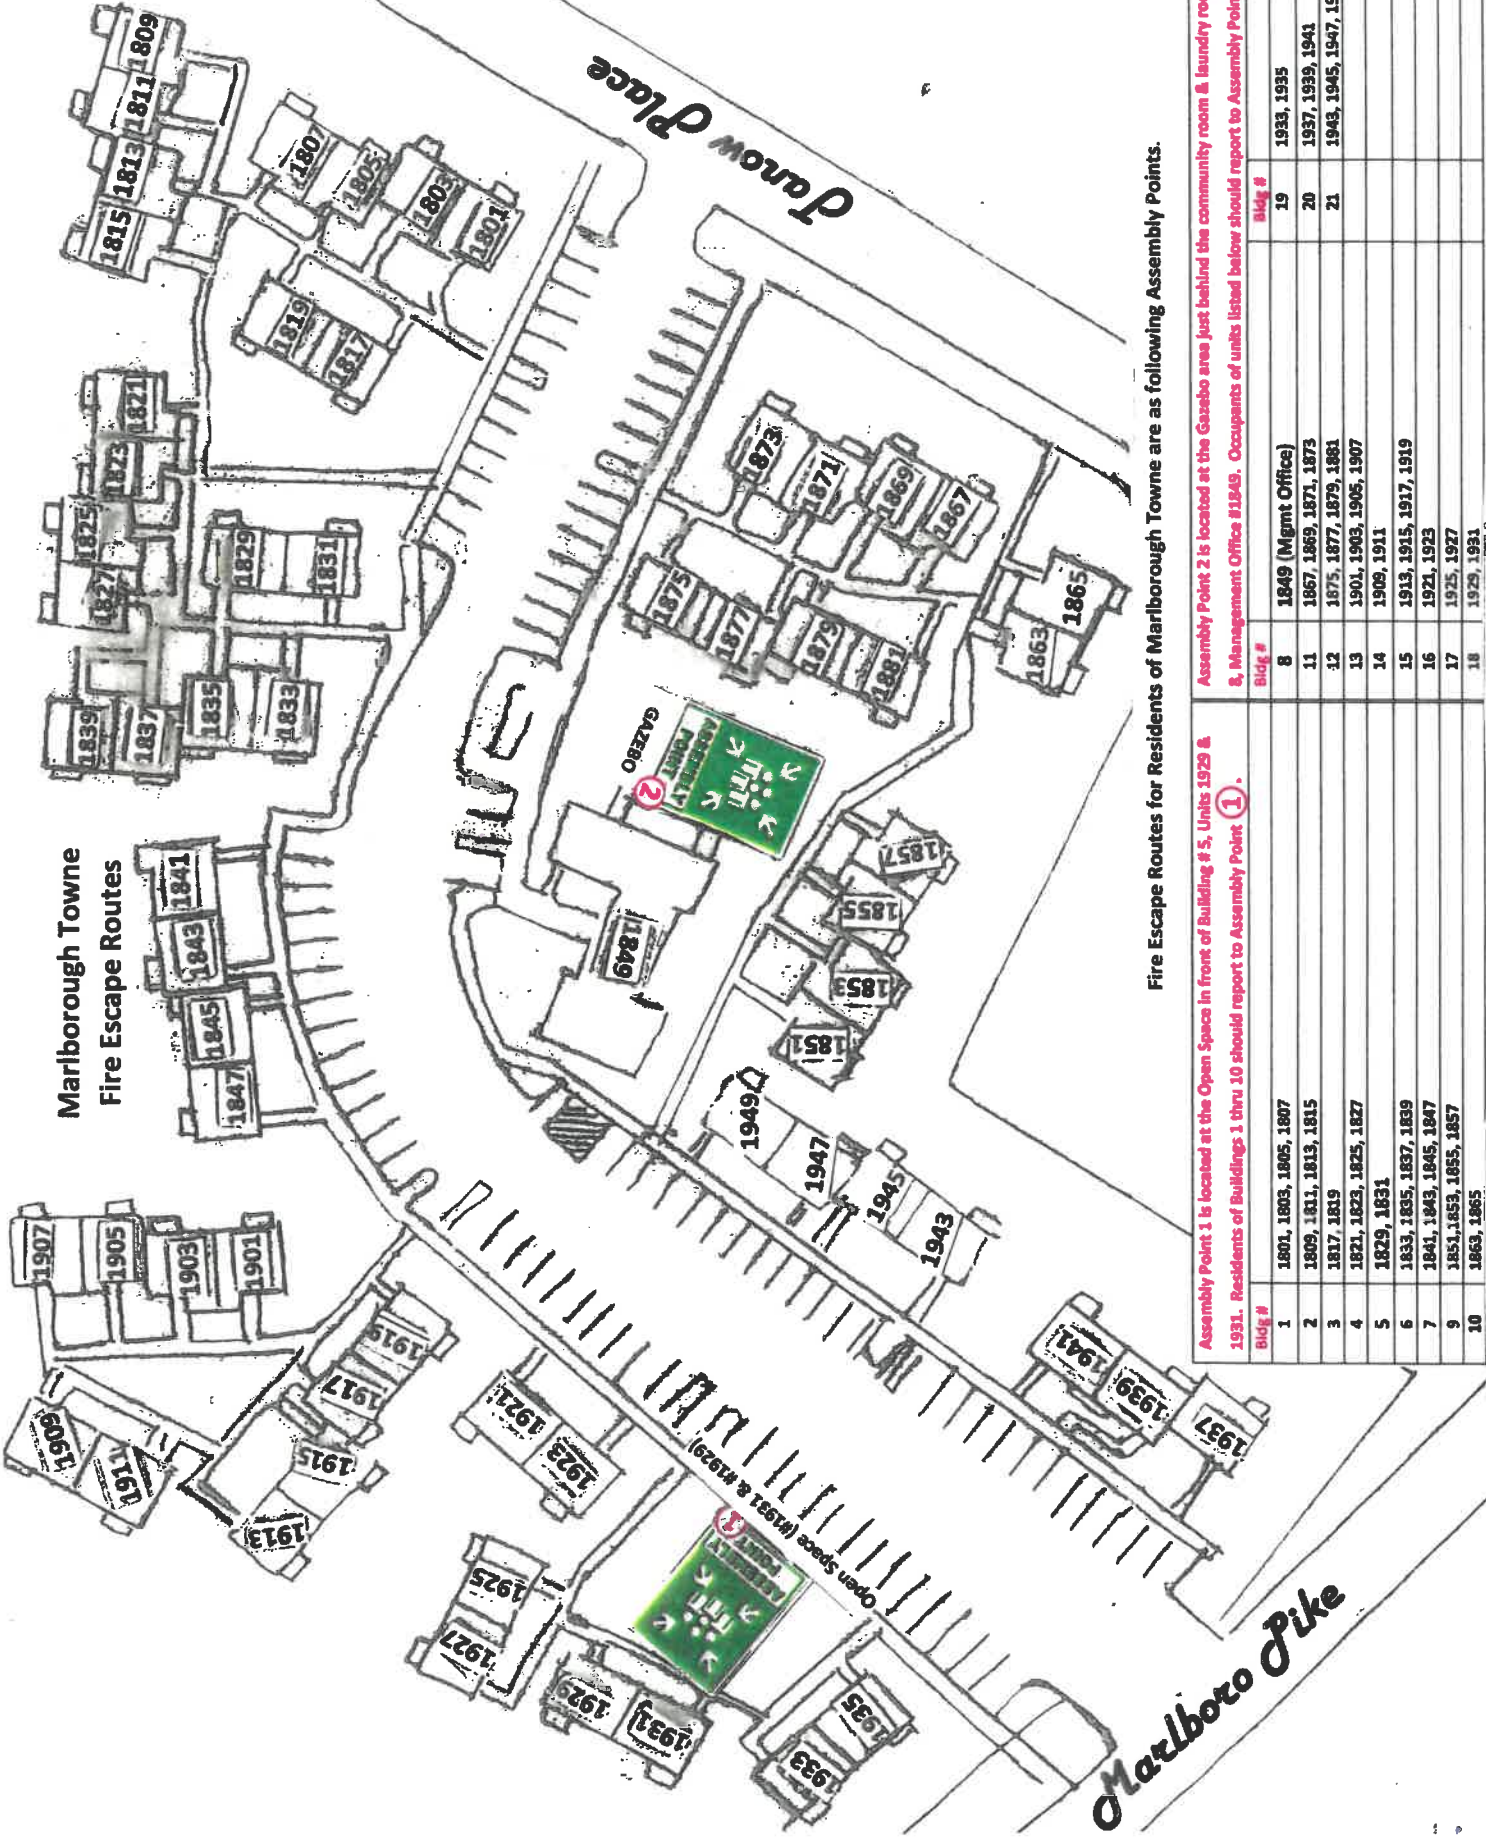 Marlborough Towne
Fire Escape Routes
Janow Place
Marlboro Pike
1809
1811
1813
1815
1807
1805
1803
1801
1819
1817
1821
1823
1825
1827
1829
1831
1839
1837
1835
1833
1841
1843
1845
1847
1849
GAZEBO
2
ASSEMBLY
POINT
1873
1871
1869
1867
1875
1877
1879
1881
1865
1863
1857
1855
1853
1851
1949
1947
1945
1943
1941
1939
1937
1907
1905
1903
1901
1909
1911
1913
1915
1917
1919
1921
1923
1925
1927
1929
1931
1933
1935
1
ASSEMBLY
POINT
Open Space (#1931 & #1929)
Fire Escape Routes for Residents of Marlborough Towne are as following Assembly Points.
Assembly Point 1 is located at the Open Space in front of Building # 5, Units 1929 &
1931. Residents of Buildings 1 thru 10 should report to Assembly Point 1.
Bldg #
1 1801, 1803, 1805, 1807
2 1809, 1811, 1813, 1815
3 1817, 1819
4 1821, 1823, 1825, 1827
5 1829, 1831
6 1833, 1835, 1837, 1839
7 1841, 1843, 1845, 1847
9 1851,1853, 1855, 1857
10 1863, 1865
Assembly Point 2 is located at the Gazebo area just behind the community room & laundry
8, Management Office #1849. Occupants of units listed below should report to Assembly
Bldg #
8 1849 (Mgmt Office)
11 1867, 1869, 1871, 1873
12 1875, 1877, 1879, 1881
13 1901, 1903, 1905, 1907
14 1909, 1911
15 1913, 1915, 1917, 1919
16 1921, 1923
17 1925, 1927
18 1929, 1931
Bldg #
19 1933, 1935
20 1937, 1939, 1941
21 1943, 1945, 1947,